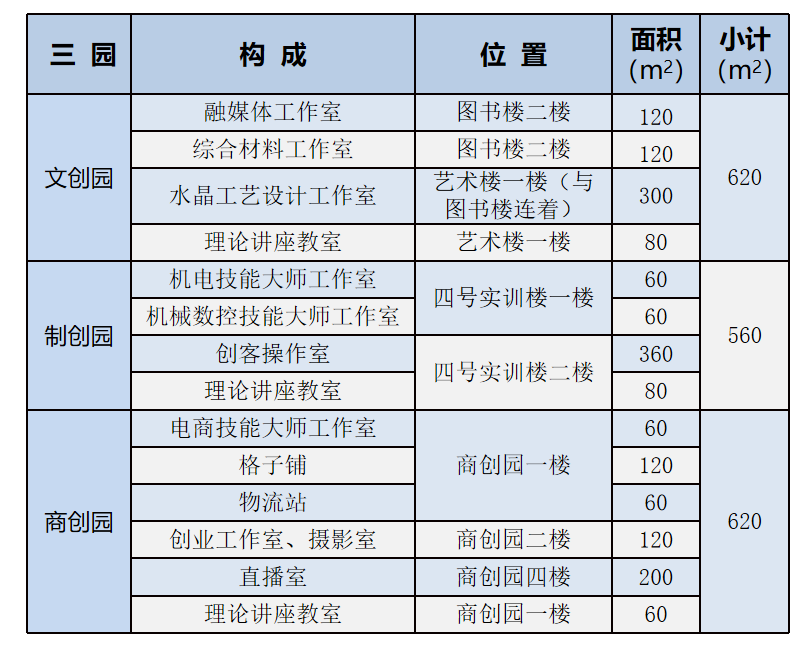 三 园 构 成 位 置 面积 小计
(m²) (m²)
文创园 融媒体工作室 图书楼二楼 120 620
综合材料工作室 图书楼二楼 120
水晶工艺设计工作室 艺术楼一楼（与 300
图书楼连着）
理论讲座教室 艺术楼一楼 80
制创园 机电技能大师工作室 四号实训楼一楼 60 560
机械数控技能大师工作室 60
创客操作室 四号实训楼二楼 360
理论讲座教室 80
商创园 电商技能大师工作室 商创园一楼 60 620
格子铺 120
物流站 60
创业工作室、摄影室 商创园二楼 120
直播室 商创园四楼 200
理论讲座教室 商创园一楼 60